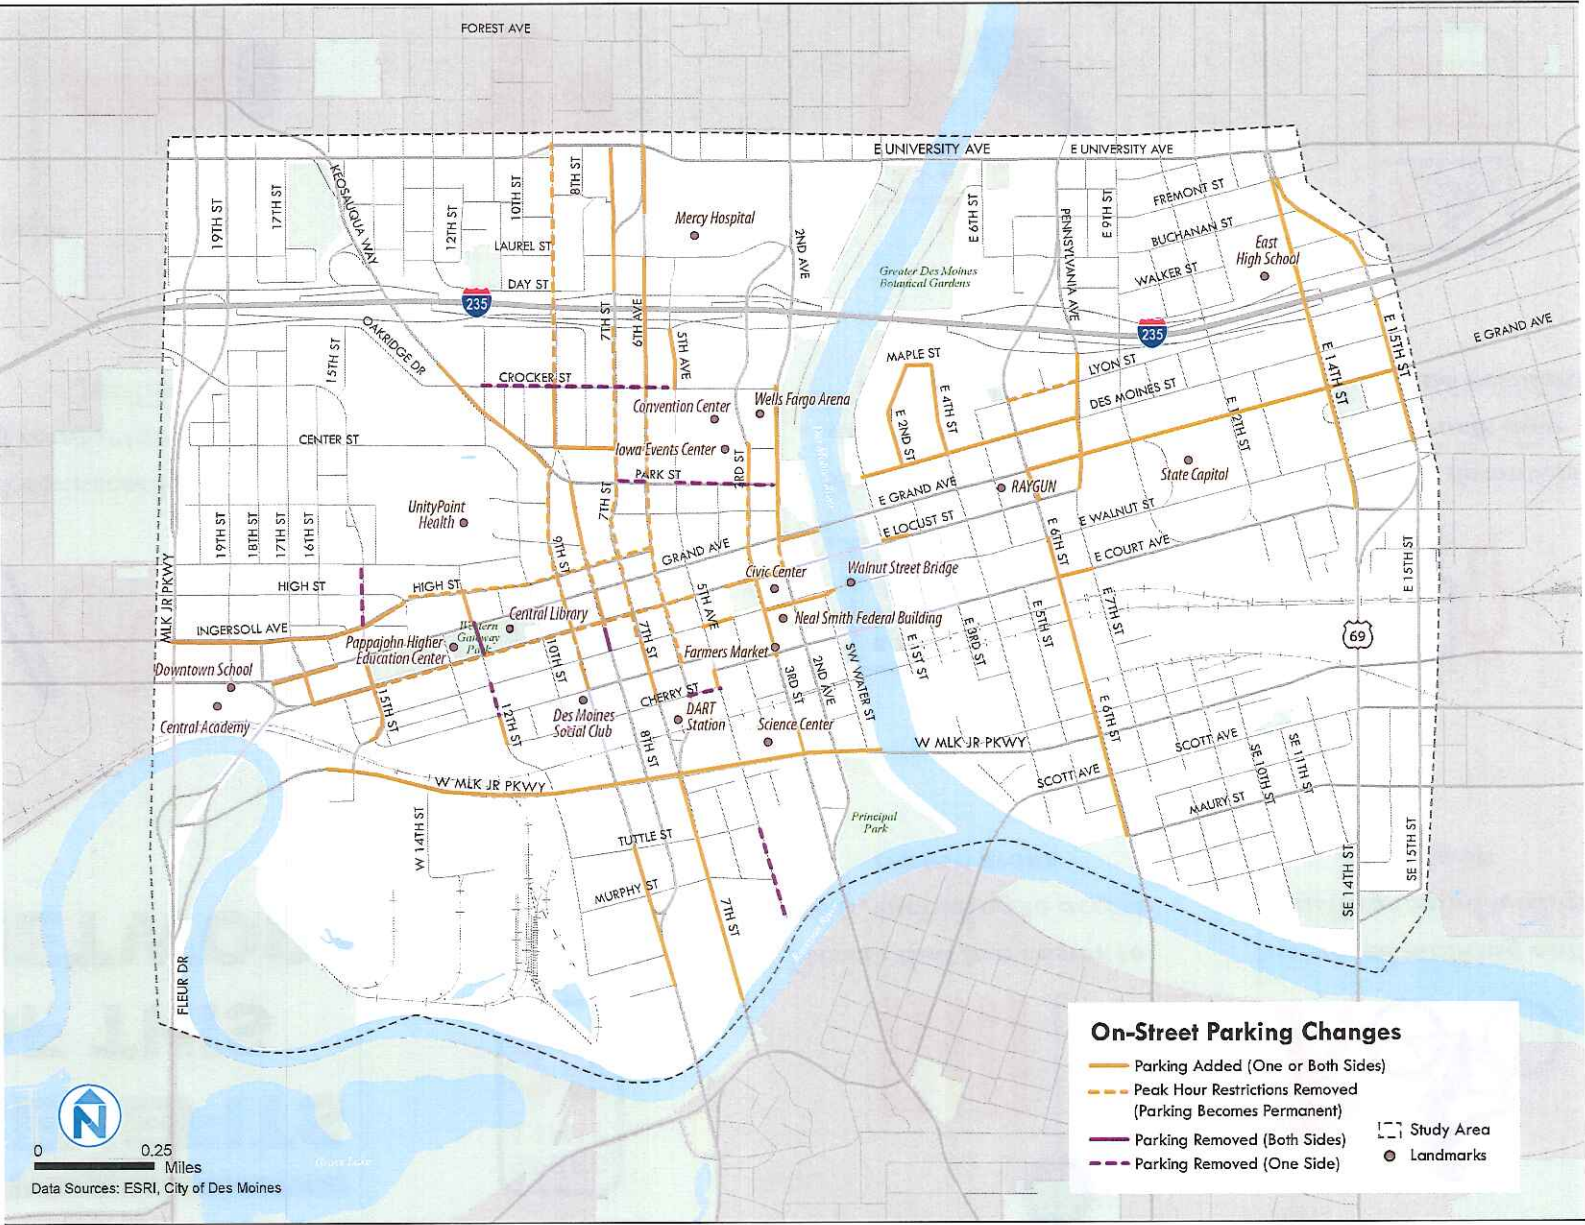 FOREST AVE
E UNIVERSITY AVE
E UNIVERSITY AVE
KEOSAUQUA WAY
19TH ST
17TH ST
12TH ST
10TH ST
8TH ST
LAUREL ST
DAY ST
Mercy Hospital
2ND AVE
E 6TH ST
PENNSYLVANIA AVE
E 9TH ST
FREMONT ST
BUCHANAN ST
WALKER ST
East
High School
Greater Des Moines
Botanical Gardens
235
235
OAKRIDGE DR
15TH ST
7TH ST
6TH AVE
5TH AVE
CROCKER ST
MAPLE ST
LYON ST
DES MOINES ST
E 14TH ST
E 15TH ST
E GRAND AVE
Convention Center
Wells Fargo Arena
E 2ND ST
E 4TH ST
E 12TH ST
CENTER ST
Iowa Events Center
3RD ST
PARK ST
State Capital
RAYGUN
E GRAND AVE
E LOCUST ST
E WALNUT ST
E COURT AVE
E 6TH ST
UnityPoint
Health
7TH ST
19TH ST
18TH ST
17TH ST
16TH ST
9TH ST
GRAND AVE
MLK JR PKWY
HIGH ST
HIGH ST
Civic Center
Walnut Street Bridge
E 15TH ST
INGERSOLL AVE
Central Library
Western
Gateway
Park
5TH AVE
Neal Smith Federal Building
E 5TH ST
E 7TH ST
Pappajohn Higher
Education Center
10TH ST
7TH ST
Farmers Market
E 1ST ST
E 3RD ST
69
Downtown School
Central Academy
15TH ST
12TH ST
Des Moines
Social Club
CHERRY ST
DART
Station
3RD ST
2ND AVE
SW WATER ST
Science Center
8TH ST
E 6TH ST
W MLK JR PKWY
W MLK JR PKWY
SCOTT AVE
SCOTT AVE
SE 10TH ST
SE 11TH ST
MAURY ST
W 14TH ST
TUTTLE ST
MURPHY ST
7TH ST
Principal
Park
SE 14TH ST
SE 15TH ST
FLEUR DR
On-Street Parking Changes
Parking Added (One or Both Sides)
Peak Hour Restrictions Removed
(Parking Becomes Permanent)
Parking Removed (Both Sides)
Parking Removed (One Side)
Study Area
Landmarks
N
0 0.25
Miles
Data Sources: ESRI, City of Des Moines